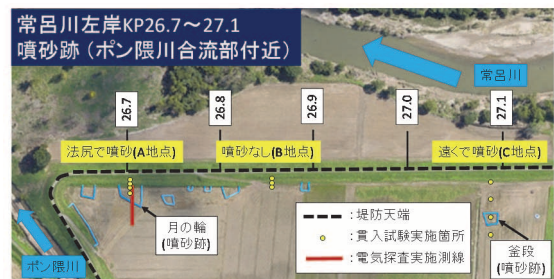 常呂川左岸KP26.7～27.1
噴砂跡（ポン隈川合流部付近）
常呂川
26.7
26.8
26.9
27.0
27.1
法尻で噴砂(A地点)
噴砂なし(B地点)
遠くで噴砂(C地点)
月の輪
(噴砂跡)
ポン隈川
：堤防天端
：貫入試験実施箇所
：電気探査実施測線
釜段
(噴砂跡)